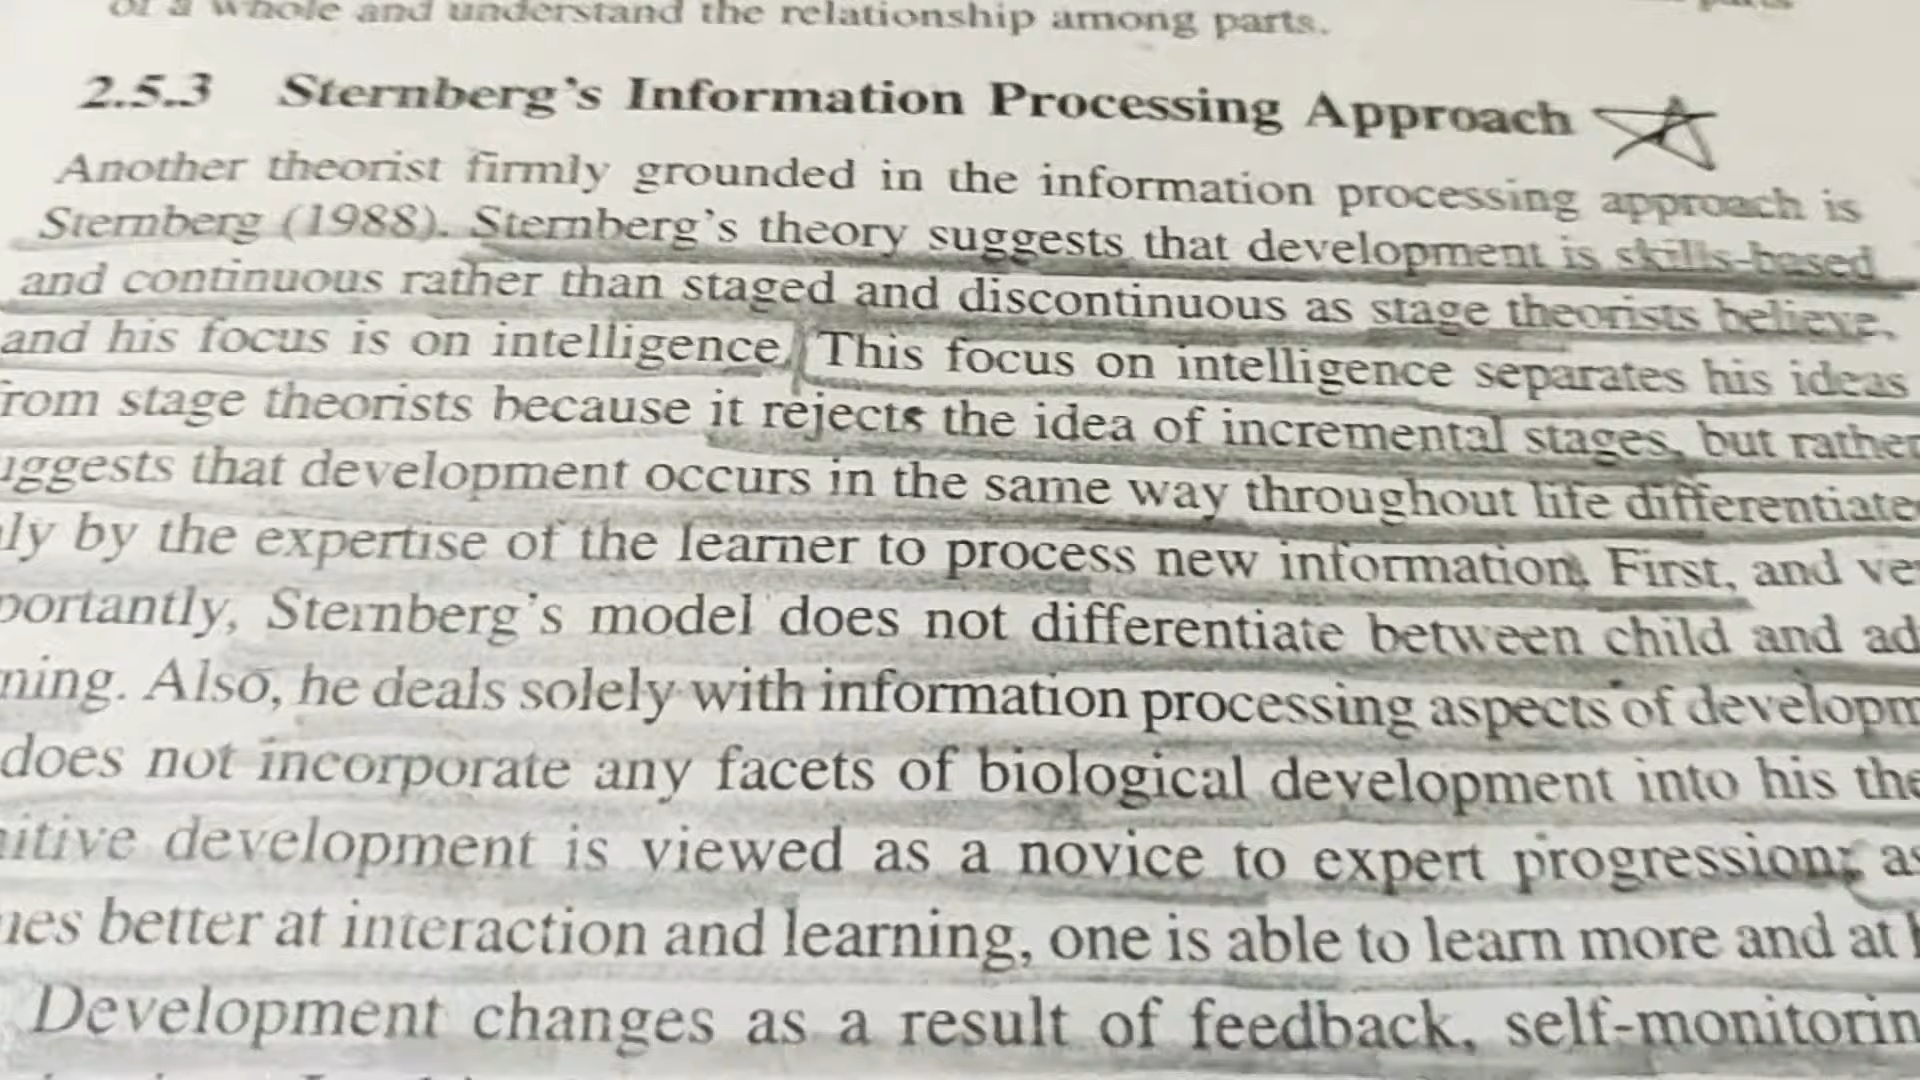 of a whole and understand the relationship among parts.
2.5.3 Sternberg's Information Processing Approach
Another theorist firmly grounded in the information processing approach is
Sternberg (1988). Sternberg's theory suggests that development is skills-based
and continuous rather than staged and discontinuous as stage theorists believe,
and his focus is on intelligence. This focus on intelligence separates his ideas
rom stage theorists because it rejects the idea of incremental stages, but rather
uggests that development occurs in the same way throughout life differentiate
ly by the expertise of the learner to process new information. First, and ve
portantly, Sternberg's model does not differentiate between child and ad
ning. Also, he deals solely with information processing aspects of developm
does not incorporate any facets of biological development into his the
itive development is viewed as a novice to expert progression; as
nes better at interaction and learning, one is able to learn more and at
Development changes as a result of feedback, self-monitorin